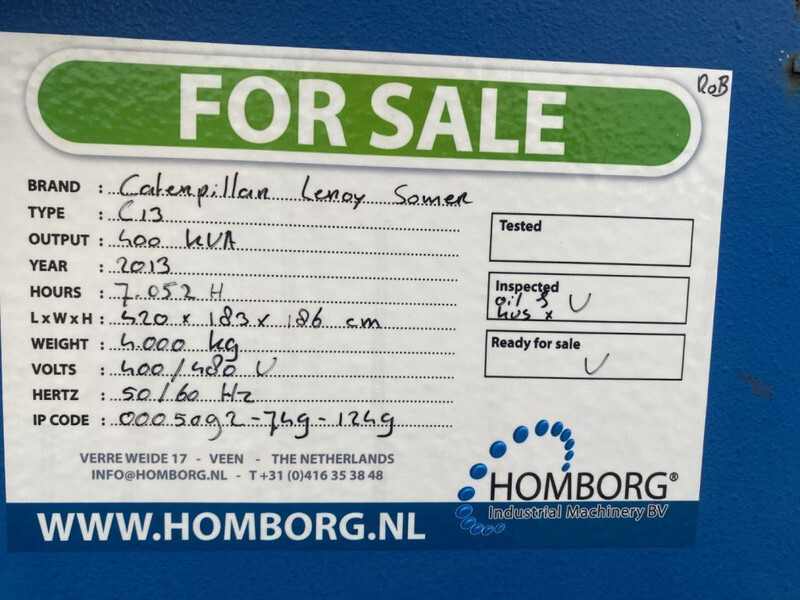 RoB
FOR SALE
BRAND : Caterpillar Leroy Somer
TYPE : C13
OUTPUT : 400 kVA
YEAR : 2013
HOURS : 7.052 H
L x W x H : 420 x 183 x 186 cm
WEIGHT : 4.000 kg
VOLTS : 400/480 V
HERTZ : 50/60 Hz
IP CODE : 0005092-749-1249
Tested
Inspected
oil &
V
Ready for sale
V
VERRE WEIDE 17 - VEEN - THE NETHERLANDS
INFO@HOMBORG.NL - T +31 (0)416 35 38 48
HOMBORG®
Industrial Machinery BV
WWW.HOMBORG.NL